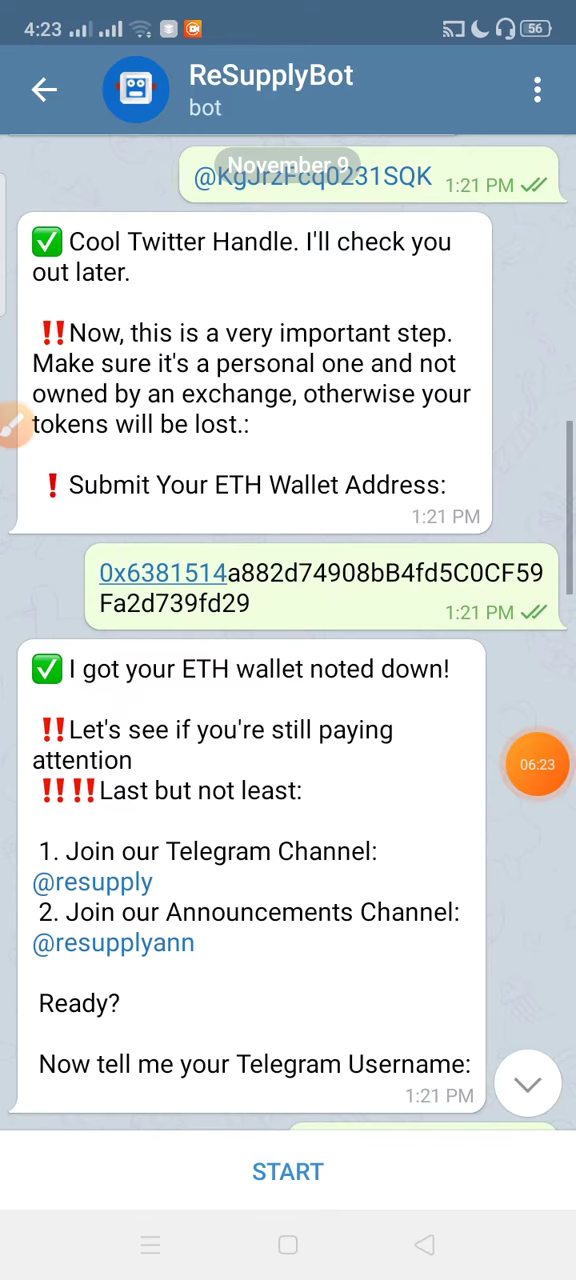 4:23
56
ReSupplyBot
bot
November 9
@KgJrzFcq0231SQK 1:21 PM
✅ Cool Twitter Handle. I'll check you
out later.
‼️Now, this is a very important step.
Make sure it's a personal one and not
owned by an exchange, otherwise your
tokens will be lost.:
❗ Submit Your ETH Wallet Address:
1:21 PM
0x6381514a882d74908bB4fd5C0CF59
Fa2d739fd29 1:21 PM
✅ I got your ETH wallet noted down!
‼️Let's see if you're still paying
attention
‼️‼️Last but not least:
1. Join our Telegram Channel:
@resupply
2. Join our Announcements Channel:
@resupplyann
06:23
Ready?
Now tell me your Telegram Username:
1:21 PM
START